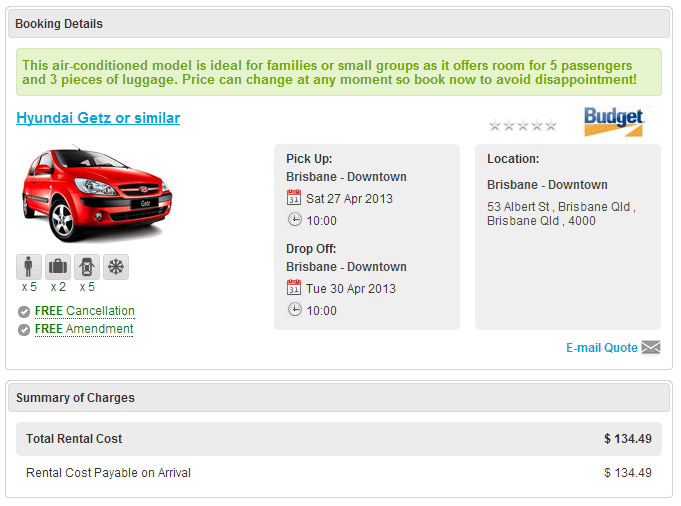 Booking Details
This air-conditioned model is ideal for families or small groups as it offers room for 5 passengers
and 3 pieces of luggage. Price can change at any moment so book now to avoid disappointment!
Hyundai Getz or similar
Budget
Getz
x 5 x 2 x 5
FREE Cancellation
FREE Amendment
Pick Up:
Brisbane - Downtown
31 Sat 27 Apr 2013
10:00
Drop Off:
Brisbane - Downtown
31 Tue 30 Apr 2013
10:00
Location:
Brisbane - Downtown
53 Albert St , Brisbane Qld ,
Brisbane Qld , 4000
E-mail Quote
Summary of Charges
Total Rental Cost $ 134.49
Rental Cost Payable on Arrival $ 134.49